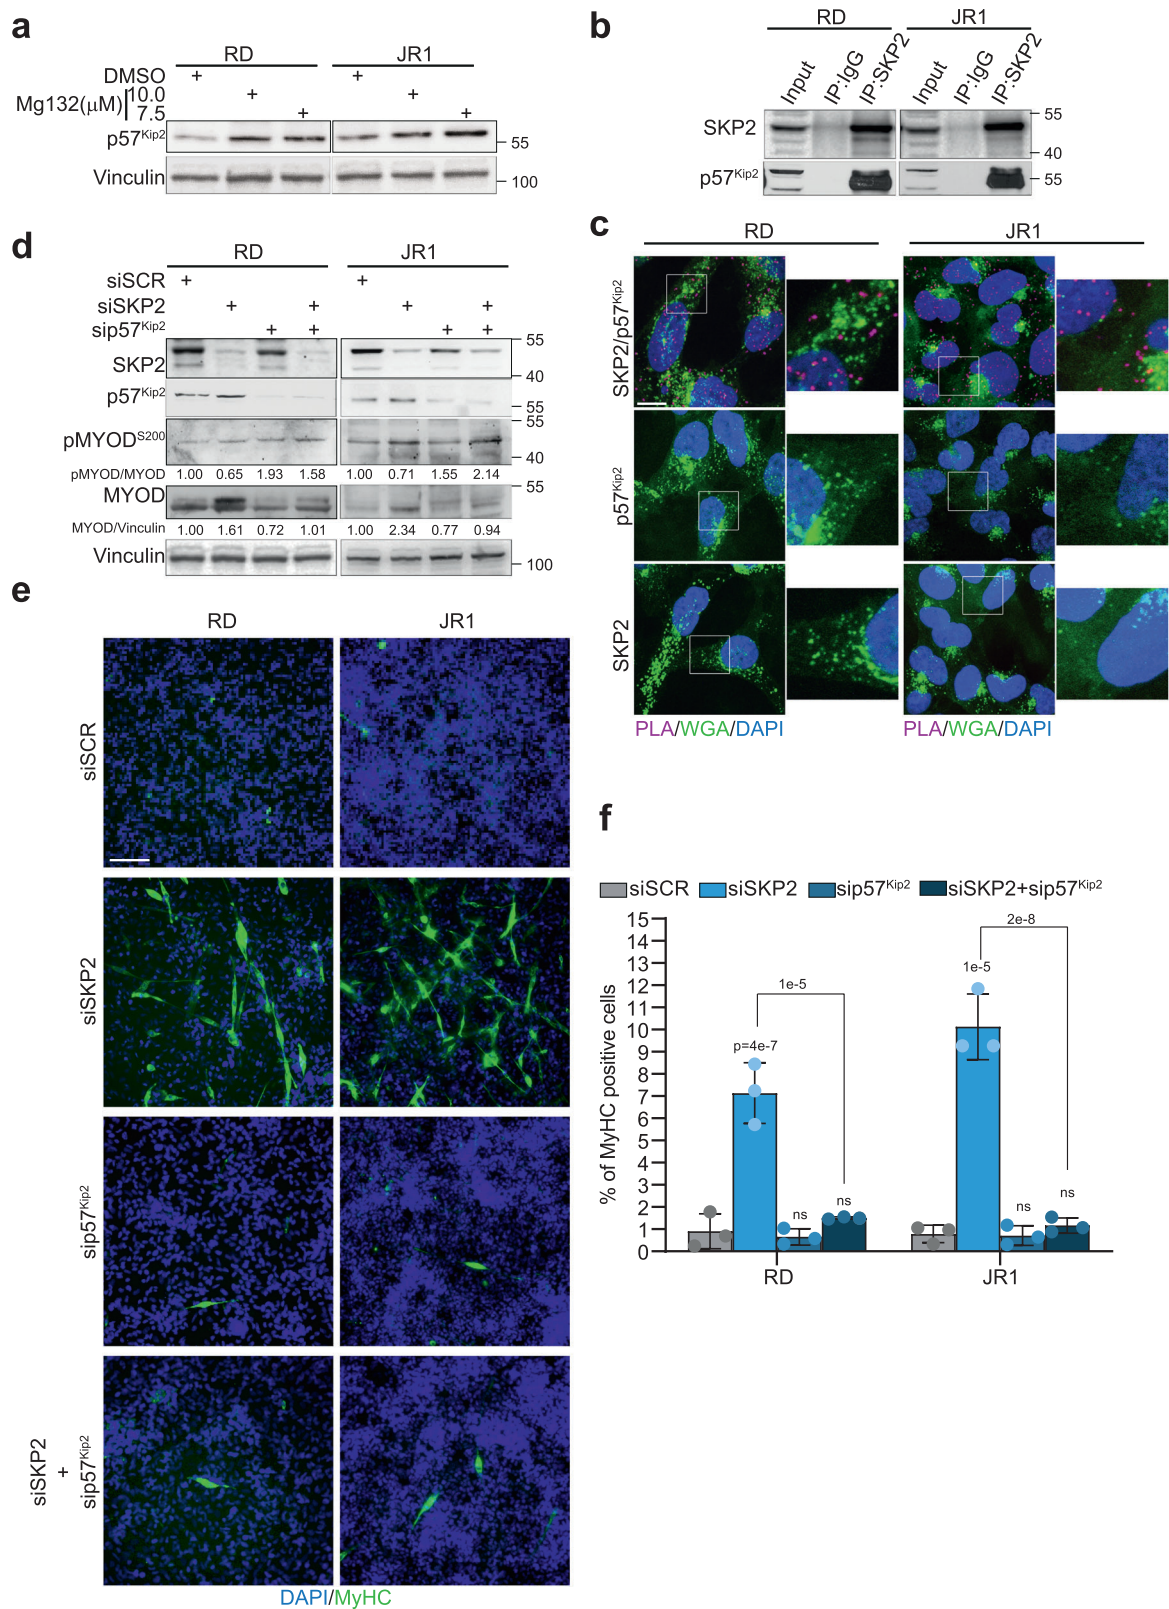 a
RD JR1
DMSO + +
Mg132(μM) 10.0 + +
7.5 + +
p57Kip2 55
Vinculin 100
b
RD JR1
Input IP:IgG IP:SKP2 Input IP:IgG IP:SKP2
SKP2 55
40
p57Kip2 55
c
RD JR1
SKP2/p57Kip2
p57Kip2
SKP2
PLA/WGA/DAPI PLA/WGA/DAPI
d
RD JR1
siSCR + +
siSKP2 + + + +
sip57Kip2 + + + +
SKP2 55
40
p57Kip2 55
pMYODS200 55
40
pMYOD/MYOD 1.00 0.65 1.93 1.58 1.00 0.71 1.55 2.14
MYOD 55
MYOD/Vinculin 1.00 1.61 0.72 1.01 1.00 2.34 0.77 0.94
Vinculin 100
e
RD JR1
siSCR
siSKP2
sip57Kip2
siSKP2
+
sip57Kip2
DAPI/MyHC
f
siSCR siSKP2 sip57Kip2 siSKP2+sip57Kip2
% of MyHC positive cells
15
14
13
12
11
10
9
8
7
6
5
4
3
2
1
0
p=4e-7
1e-5
ns
ns
1e-5
2e-8
ns
ns
RD JR1